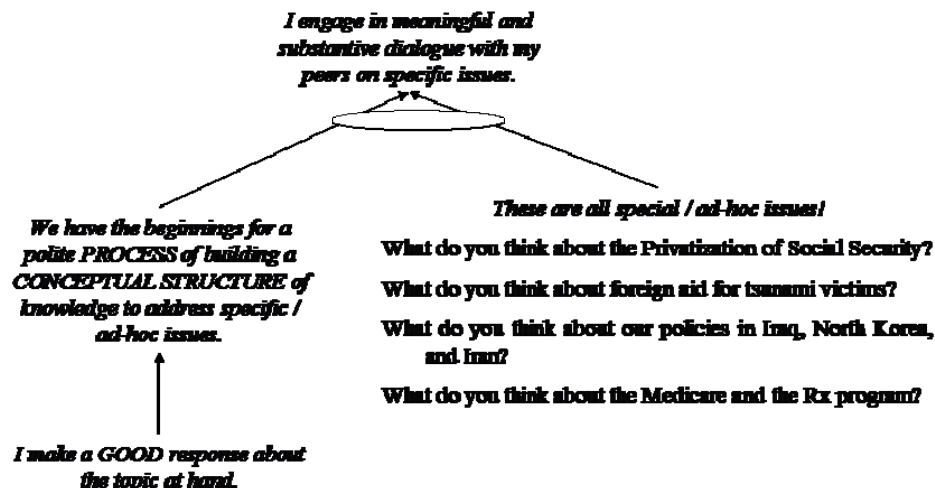 I engage in meaningful and
substantive dialogue with my
peers on specific issues.
We have the beginnings for a
polite PROCESS of building a
CONCEPTUAL STRUCTURE of
knowledge to address specific /
ad-hoc issues.
I make a GOOD response about
the topic at hand.
These are all special / ad-hoc issues!
What do you think about the Privatization of Social Security?
What do you think about foreign aid for tsunami victims?
What do you think about our policies in Iraq, North Korea,
and Iran?
What do you think about the Medicare and the Rx program?